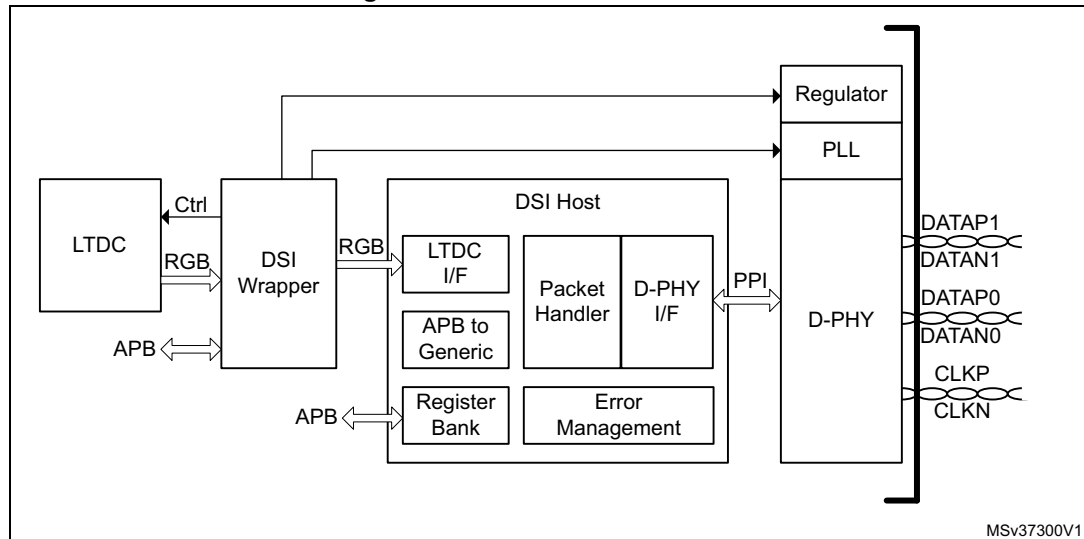 Regulator
PLL
Ctrl
DSI Host
LTDC
RGB
DSI
Wrapper
RGB
LTDC
I/F
Packet
Handler
D-PHY
I/F
PPI
D-PHY
DATAP1
DATAN1
DATAP0
DATAN0
CLKP
CLKN
APB
APB to
Generic
APB
Register
Bank
Error
Management
MSv37300V1